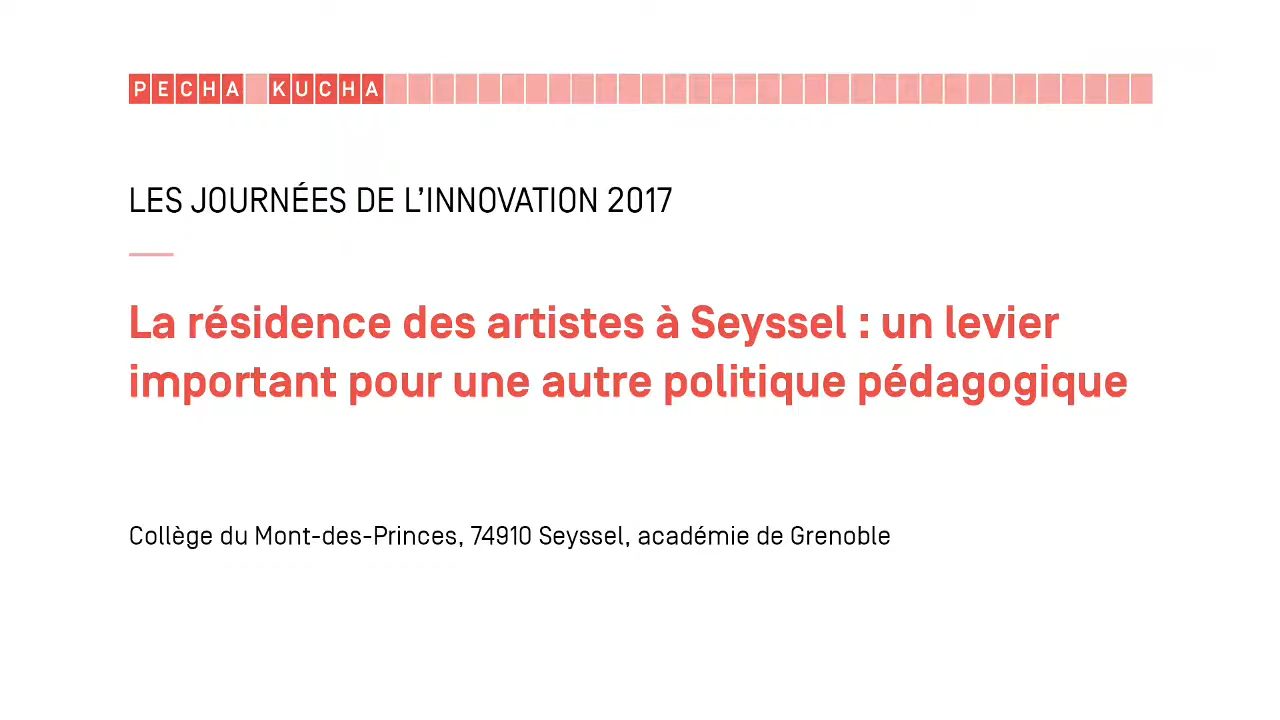 PECHA KUCHA
LES JOURNÉES DE L’INNOVATION 2017
La résidence des artistes à Seyssel : un levier
important pour une autre politique pédagogique
Collège du Mont-des-Princes, 74910 Seyssel, académie de Grenoble